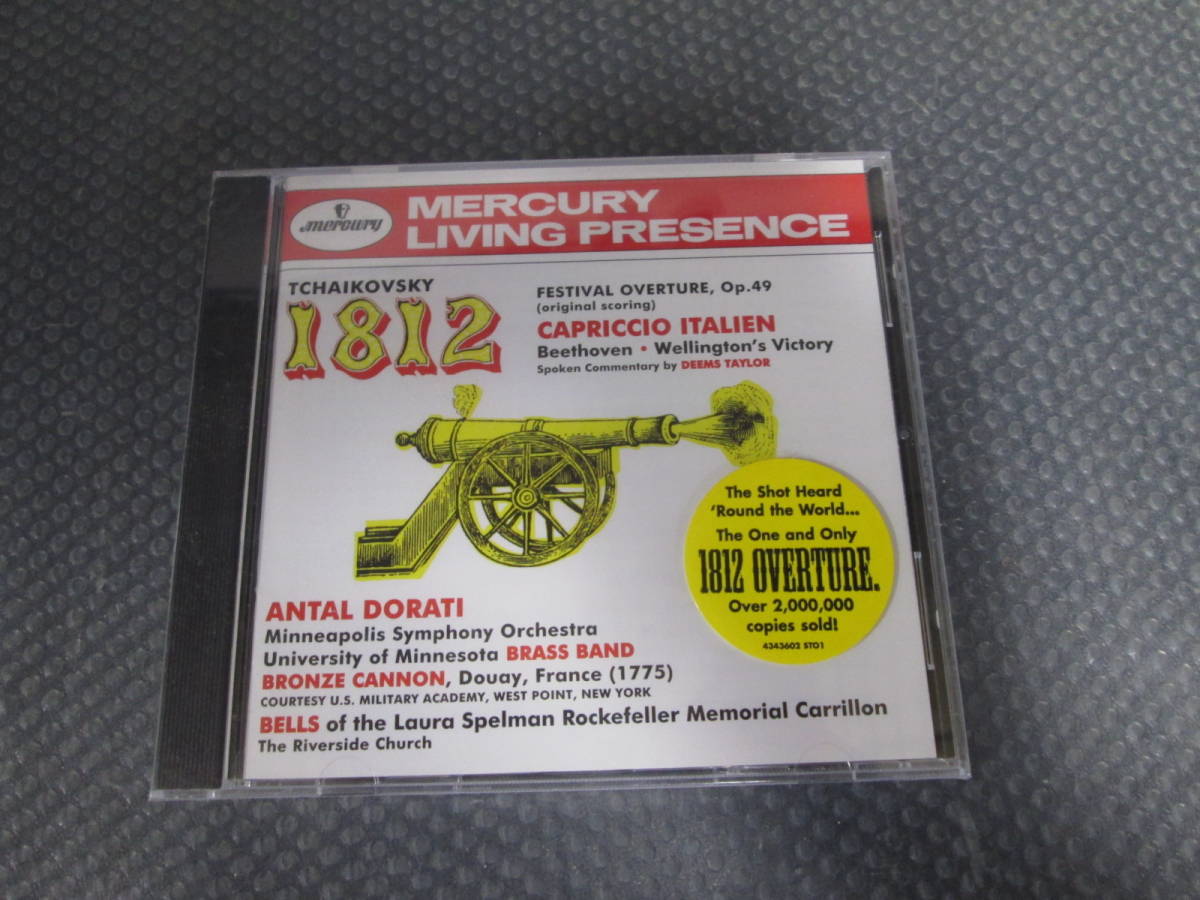 mercury
MERCURY
LIVING PRESENCE
TCHAIKOVSKY
1812
FESTIVAL OVERTURE, Op.49
(original scoring)
CAPRICCIO ITALIEN
Beethoven • Wellington's Victory
Spoken Commentary by DEEMS TAYLOR
The Shot Heard
'Round the World...
The One and Only
1812 OVERTURE.
Over 2,000,000
copies sold!
4343602 STO1
ANTAL DORATI
Minneapolis Symphony Orchestra
University of Minnesota BRASS BAND
BRONZE CANNON, Douay, France (1775)
COURTESY U.S. MILITARY ACADEMY, WEST POINT, NEW YORK
BELLS of the Laura Spelman Rockefeller Memorial Carrillon
The Riverside Church